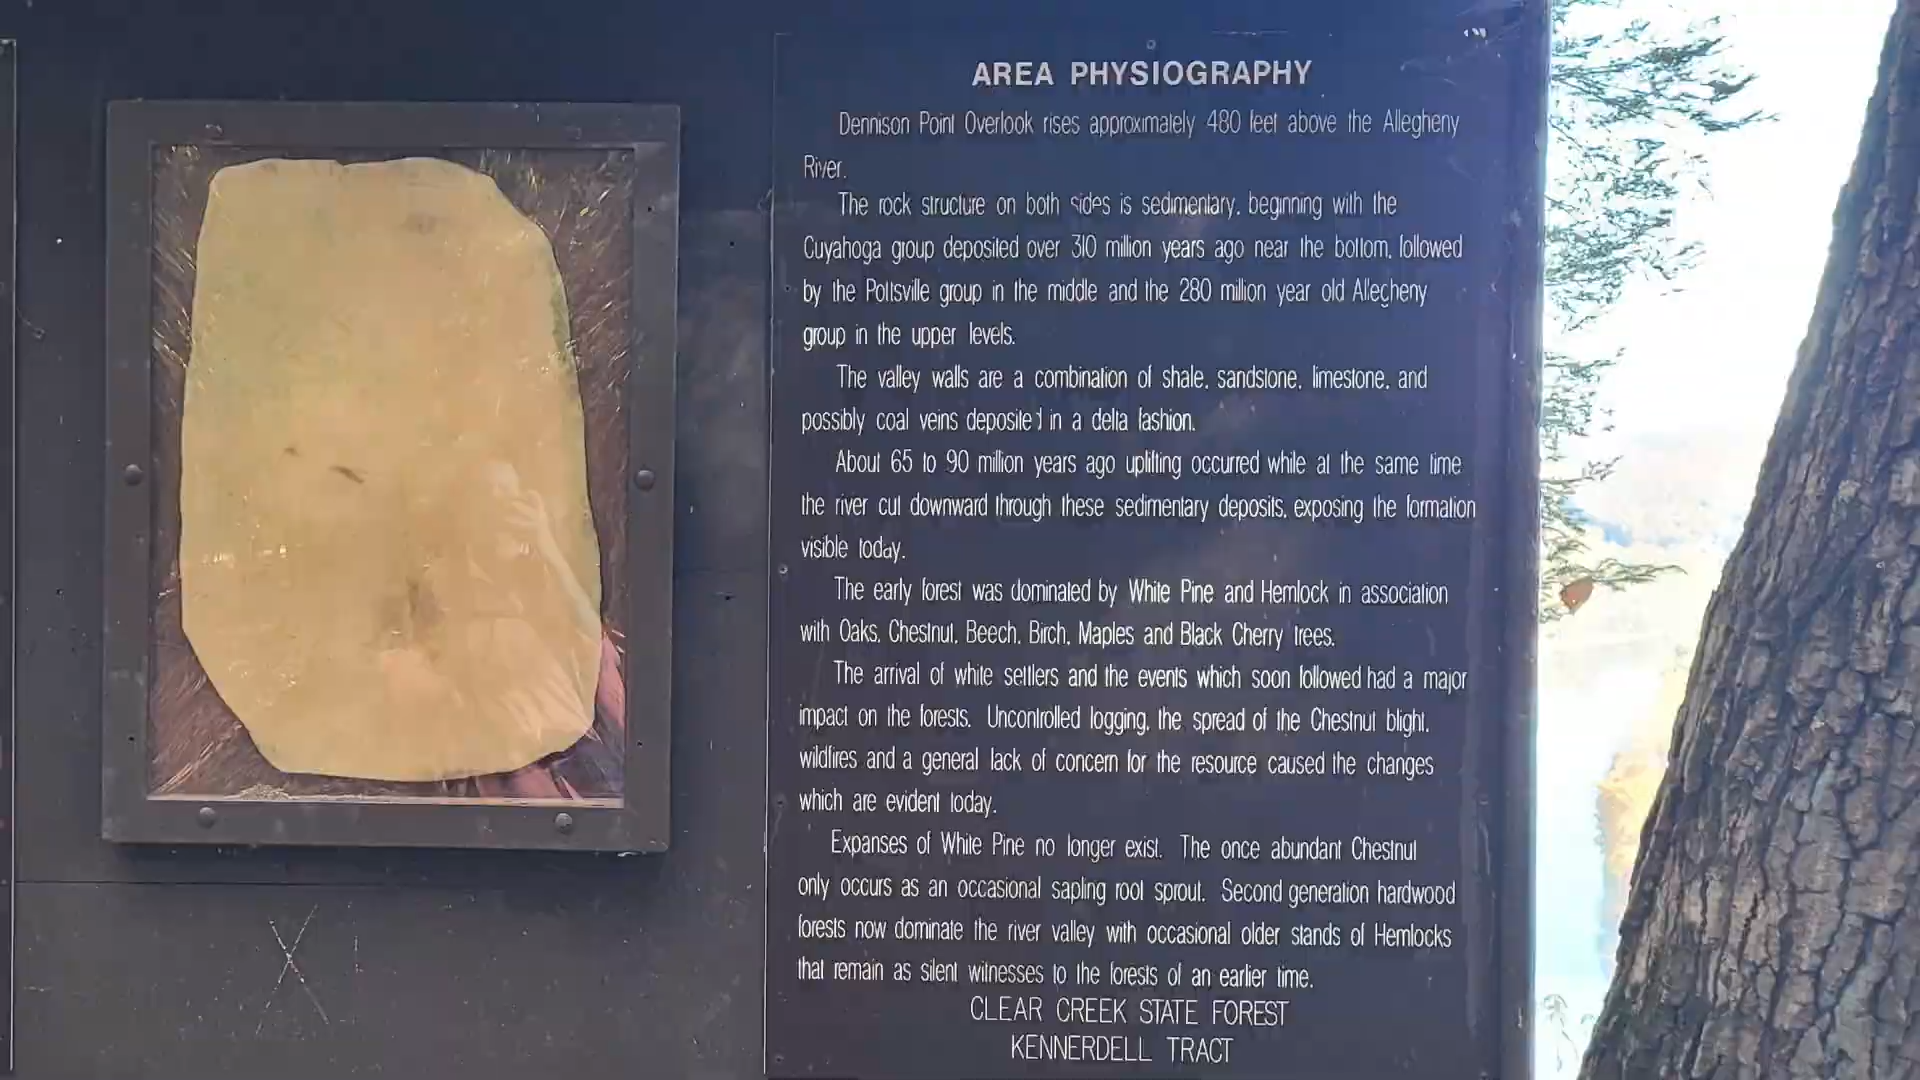 AREA PHYSIOGRAPHY
Dennison Point Overlook rises approximately 480 feet above the Allegheny
River.
The rock structure on both sides is sedimentary, beginning with the
Cuyahoga group deposited over 310 million years ago near the bottom, followed
by the Pottsville group in the middle and the 280 million year old Allegheny
group in the upper levels.
The valley walls are a combination of shale, sandstone, limestone, and
possibly coal veins deposited in a delta fashion.
About 65 to 90 million years ago uplifting occurred while at the same time
the river cut downward through these sedimentary deposits, exposing the formation
visible today.
The early forest was dominated by White Pine and Hemlock in association
with Oaks, Chestnut, Beech, Birch, Maples and Black Cherry trees.
The arrival of white settlers and the events which soon followed had a major
impact on the forests. Uncontrolled logging, the spread of the Chestnut blight,
wildfires and a general lack of concern for the resource caused the changes
which are evident today.
Expanses of White Pine no longer exist. The once abundant Chestnut
only occurs as an occasional sapling root sprout. Second generation hardwood
forests now dominate the river valley with occasional older stands of Hemlocks
that remain as silent witnesses to the forests of an earlier time.
CLEAR CREEK STATE FOREST
KENNERDELL TRACT